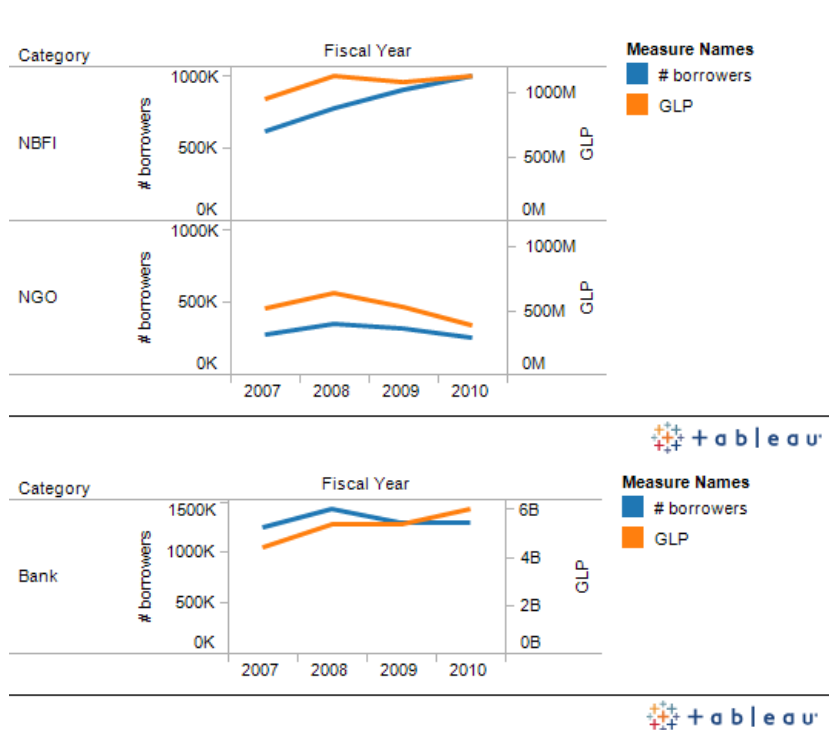 Category
Fiscal Year
Measure Names
# borrowers
GLP
NBFI
# borrowers
1000K
500K
0K
1000M
500M
0M
GLP
NGO
# borrowers
1000K
500K
0K
1000M
500M
0M
GLP
2007 2008 2009 2010
+ableau
Category
Fiscal Year
Measure Names
# borrowers
GLP
Bank
# borrowers
1500K
1000K
500K
0K
6B
4B
2B
0B
GLP
2007 2008 2009 2010
+ableau